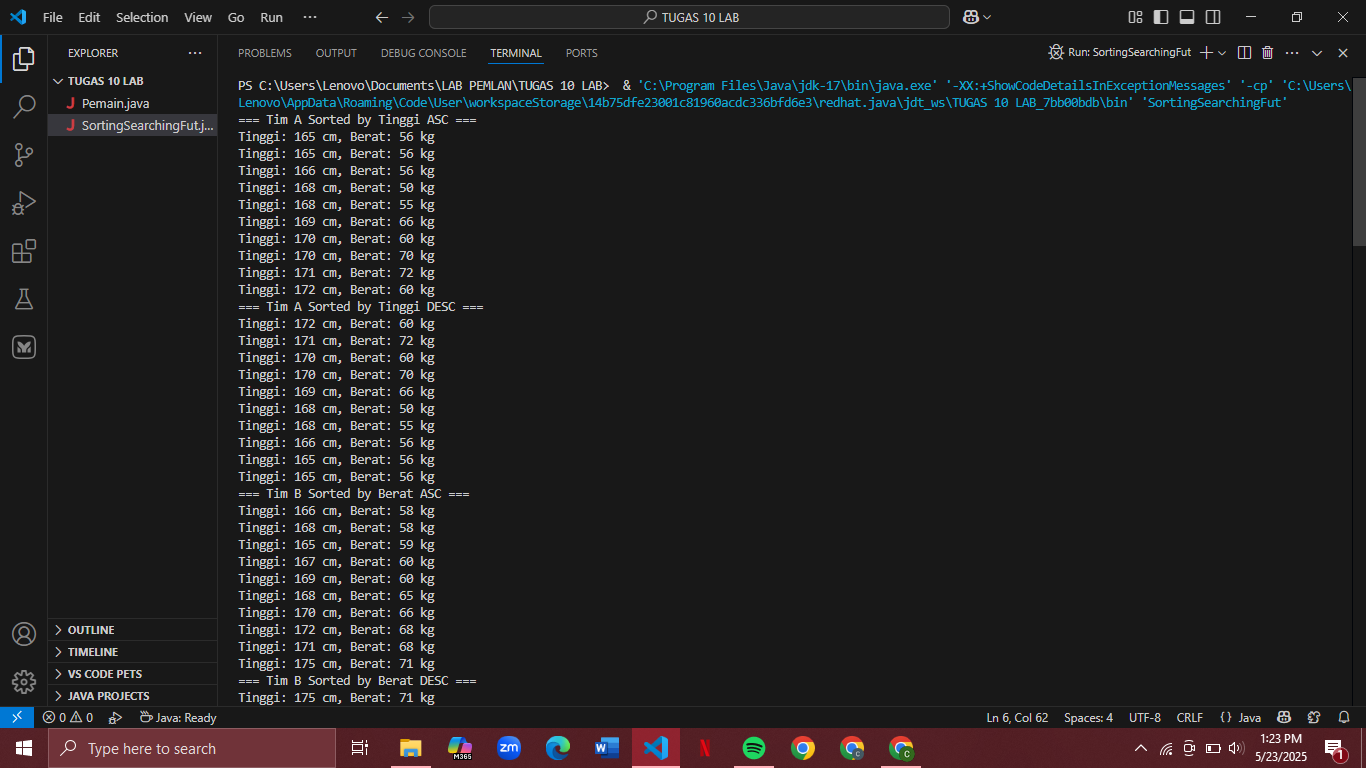 File Edit Selection View Go Run ··· TUGAS 10 LAB
EXPLORER ···
TUGAS 10 LAB
Pemain.java
SortingSearchingFut.j...
OUTLINE
TIMELINE
VS CODE PETS
JAVA PROJECTS
PROBLEMS OUTPUT DEBUG CONSOLE TERMINAL PORTS Run: SortingSearchingFut
PS C:\Users\Lenovo\Documents\LAB PEMLAN\TUGAS 10 LAB> & 'C:\Program Files\Java\jdk-17\bin\java.exe' '-XX:+ShowCodeDetailsInExceptionMessages' '-cp' 'C:\Users\
Lenovo\AppData\Roaming\Code\User\workspaceStorage\14b75dfe23001c81960acdc336bfd6e3\redhat.java\jdt_ws\TUGAS 10 LAB_7bb00bdb\bin' 'SortingSearchingFut'
=== Tim A Sorted by Tinggi ASC ===
Tinggi: 165 cm, Berat: 56 kg
Tinggi: 165 cm, Berat: 56 kg
Tinggi: 166 cm, Berat: 56 kg
Tinggi: 168 cm, Berat: 50 kg
Tinggi: 168 cm, Berat: 55 kg
Tinggi: 169 cm, Berat: 66 kg
Tinggi: 170 cm, Berat: 60 kg
Tinggi: 170 cm, Berat: 70 kg
Tinggi: 171 cm, Berat: 72 kg
Tinggi: 172 cm, Berat: 60 kg
=== Tim A Sorted by Tinggi DESC ===
Tinggi: 172 cm, Berat: 60 kg
Tinggi: 171 cm, Berat: 72 kg
Tinggi: 170 cm, Berat: 60 kg
Tinggi: 170 cm, Berat: 70 kg
Tinggi: 169 cm, Berat: 66 kg
Tinggi: 168 cm, Berat: 50 kg
Tinggi: 168 cm, Berat: 55 kg
Tinggi: 166 cm, Berat: 56 kg
Tinggi: 165 cm, Berat: 56 kg
Tinggi: 165 cm, Berat: 56 kg
=== Tim B Sorted by Berat ASC ===
Tinggi: 166 cm, Berat: 58 kg
Tinggi: 168 cm, Berat: 58 kg
Tinggi: 165 cm, Berat: 59 kg
Tinggi: 167 cm, Berat: 60 kg
Tinggi: 169 cm, Berat: 60 kg
Tinggi: 168 cm, Berat: 65 kg
Tinggi: 170 cm, Berat: 66 kg
Tinggi: 172 cm, Berat: 68 kg
Tinggi: 171 cm, Berat: 68 kg
Tinggi: 175 cm, Berat: 71 kg
=== Tim B Sorted by Berat DESC ===
Tinggi: 175 cm, Berat: 71 kg
0 0 Java: Ready Ln 6, Col 62 Spaces: 4 UTF-8 CRLF {} Java
Type here to search
M365
zm
1:23 PM
5/23/2025
1